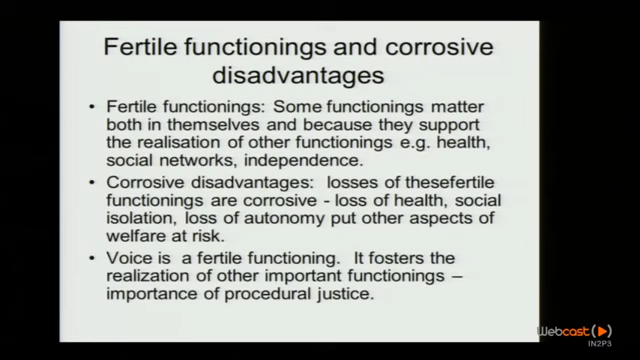 Fertile functionings and corrosive
disadvantages
• Fertile functionings: Some functionings matter
both in themselves and because they support
the realisation of other functionings e.g. health,
social networks, independence.
• Corrosive disadvantages: losses of thesefertile
functionings are corrosive - loss of health, social
isolation, loss of autonomy put other aspects of
welfare at risk.
• Voice is a fertile functioning. It fosters the
realization of other important functionings –
importance of procedural justice.
Webcast
IN2P3